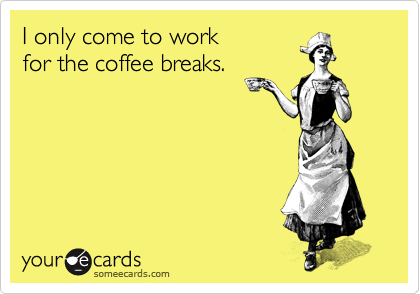 I only come to work
for the coffee breaks.
your e cards
someecards.com